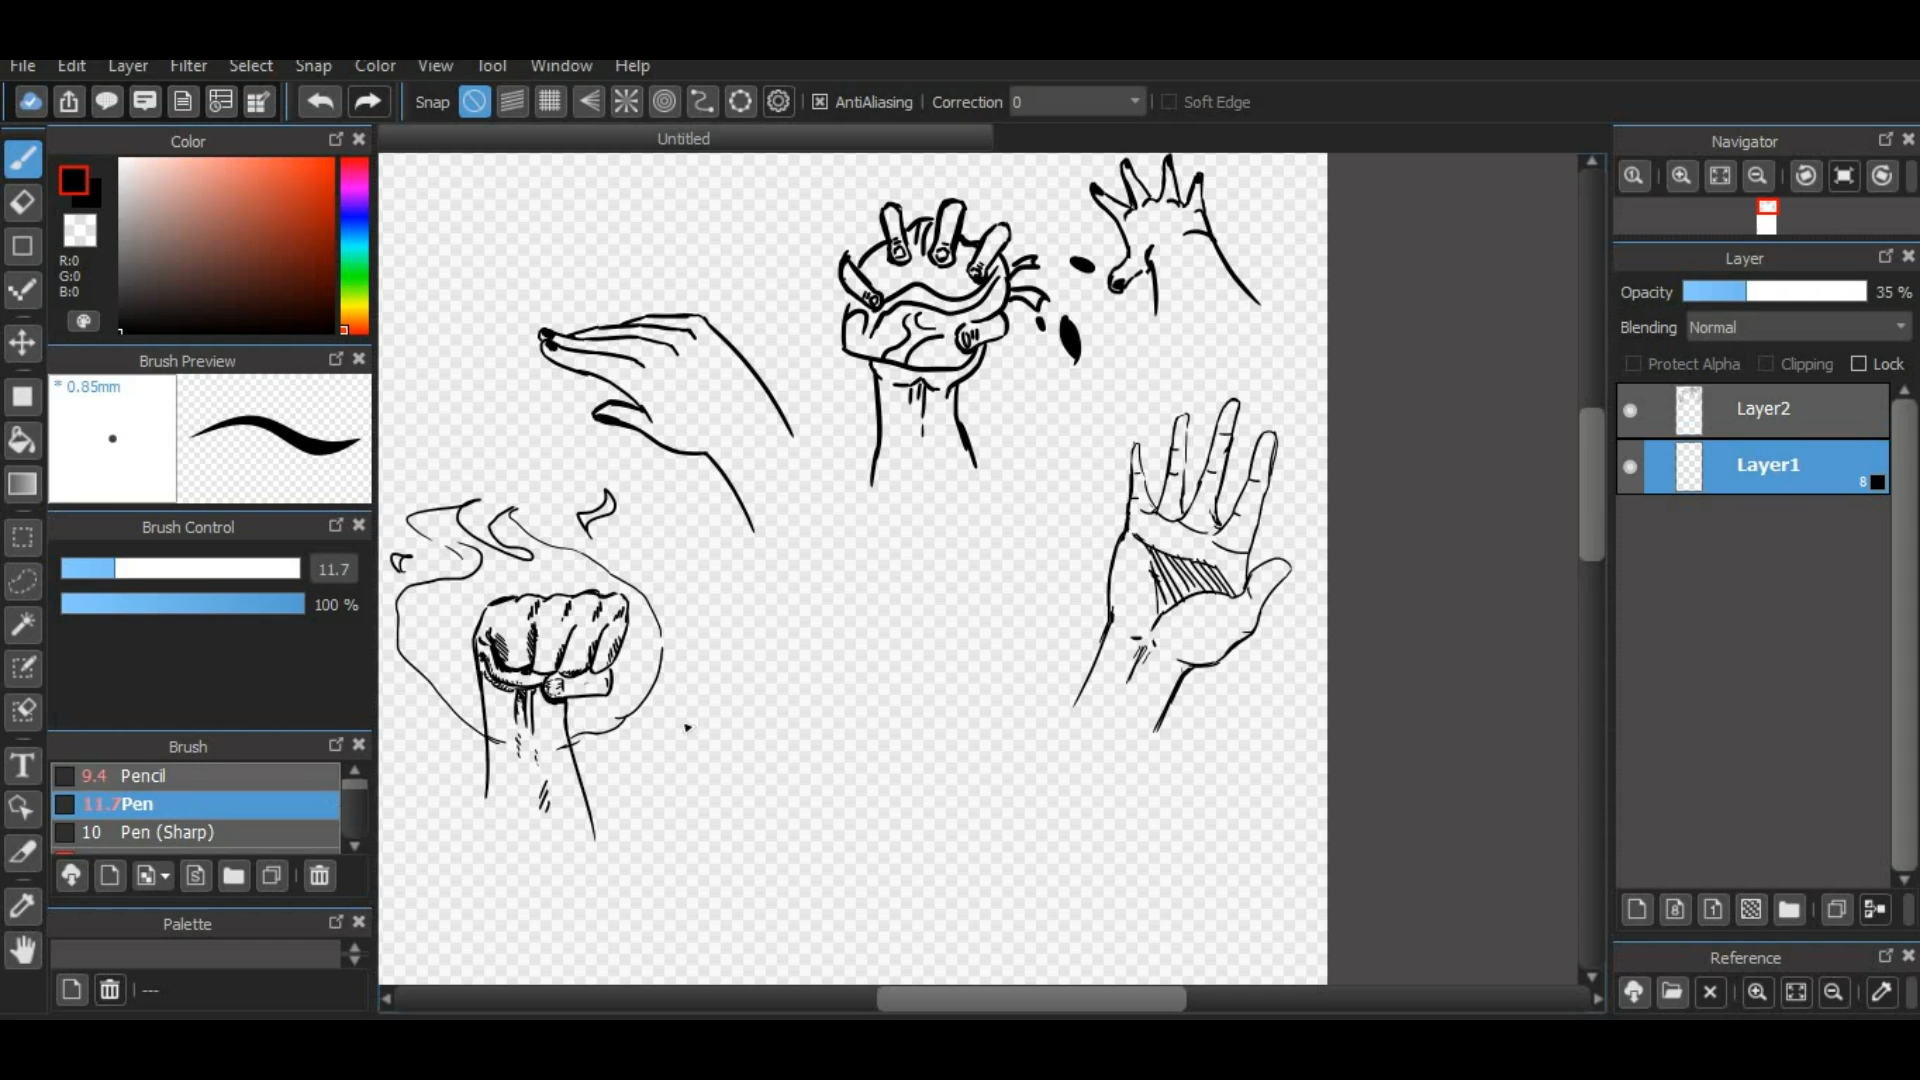 File Edit Layer Filter Select Snap Color View Tool Window Help
Snap AntiAliasing Correction 0 Soft Edge
Color
R:0
G:0
B:0
Brush Preview
* 0.85mm
Brush Control
11.7
100 %
Brush
9.4 Pencil
11.7 Pen
10 Pen (Sharp)
Palette
---
Untitled
Navigator
Layer
Opacity 35 %
Blending Normal
Protect Alpha Clipping Lock
Layer2
Layer1
8
Reference